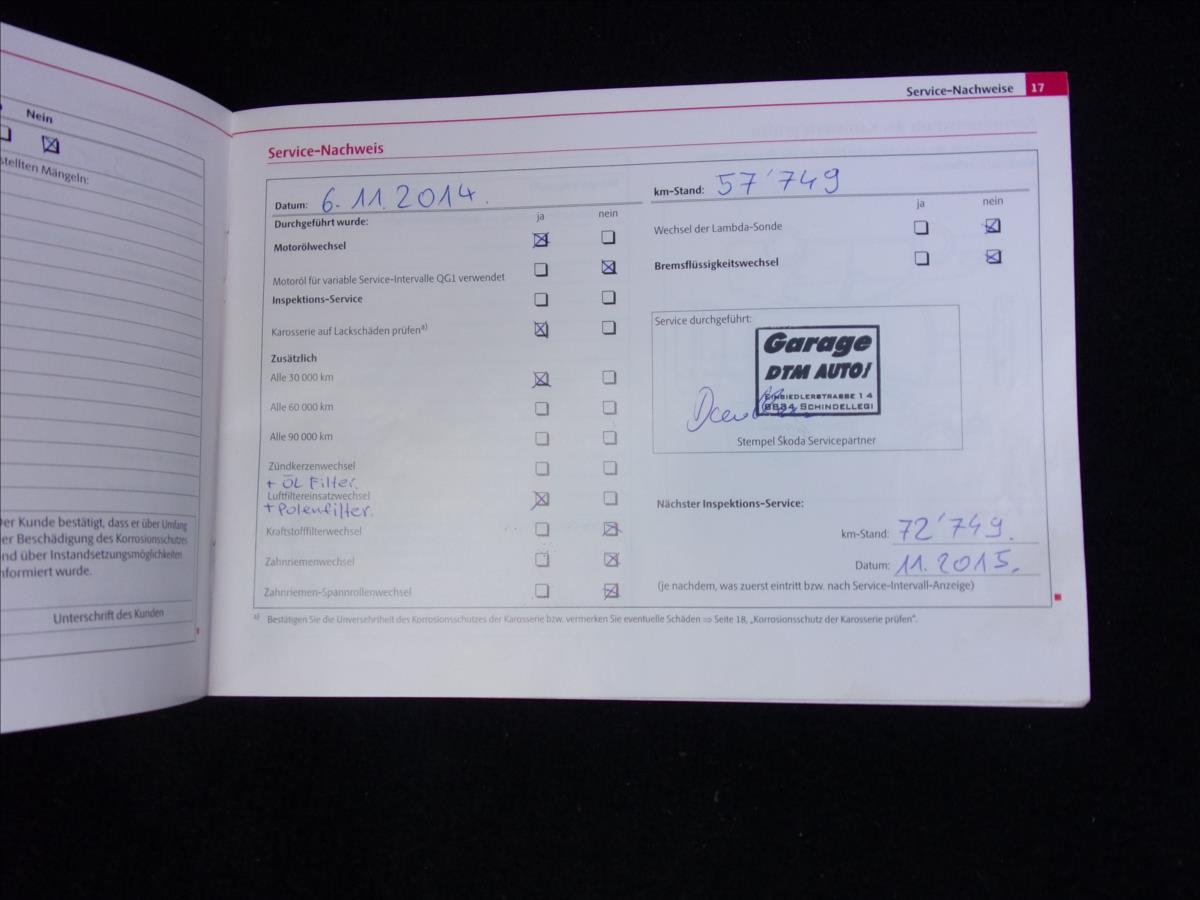 Nein
stellten Mängeln:
er Kunde bestätigt, dass er über Umfang
er Beschädigung des Korrosionsschutzes
nd über Instandsetzungsmöglichkeiten
nformiert wurde.
Unterschrift des Kunden
Service-Nachweise 17
Service-Nachweis
Datum: 6.11.2014.
Durchgeführt wurde: ja nein
Motorölwechsel
Motoröl für variable Service-Intervalle QG1 verwendet
Inspektions-Service
Karosserie auf Lackschäden prüfen a)
Zusätzlich
Alle 30 000 km
Alle 60 000 km
Alle 90 000 km
Zündkerzenwechsel
+ ÖL Filter.
Luftfiltereinsatzwechsel
+ Polenfilter.
Kraftstofffilterwechsel
Zahnriemenwechsel
Zahnriemen-Spannrollenwechsel
km-Stand: 57'749
ja nein
Wechsel der Lambda-Sonde
Bremsflüssigkeitswechsel
Service durchgeführt:
Garage
DTM AUTO!
EINSIEDLERSTRASSE 14
8834 SCHINDELLEGI
Stempel Škoda Servicepartner
Nächster Inspektions-Service:
km-Stand: 72'749.
Datum: 11.2015.
(je nachdem, was zuerst eintritt bzw. nach Service-Intervall-Anzeige)
a) Bestätigen Sie die Unversehrtheit des Korrosionsschutzes der Karosserie bzw. vermerken Sie eventuelle Schäden ⇒ Seite 18, „Korrosionsschutz der Karosserie prüfen“.